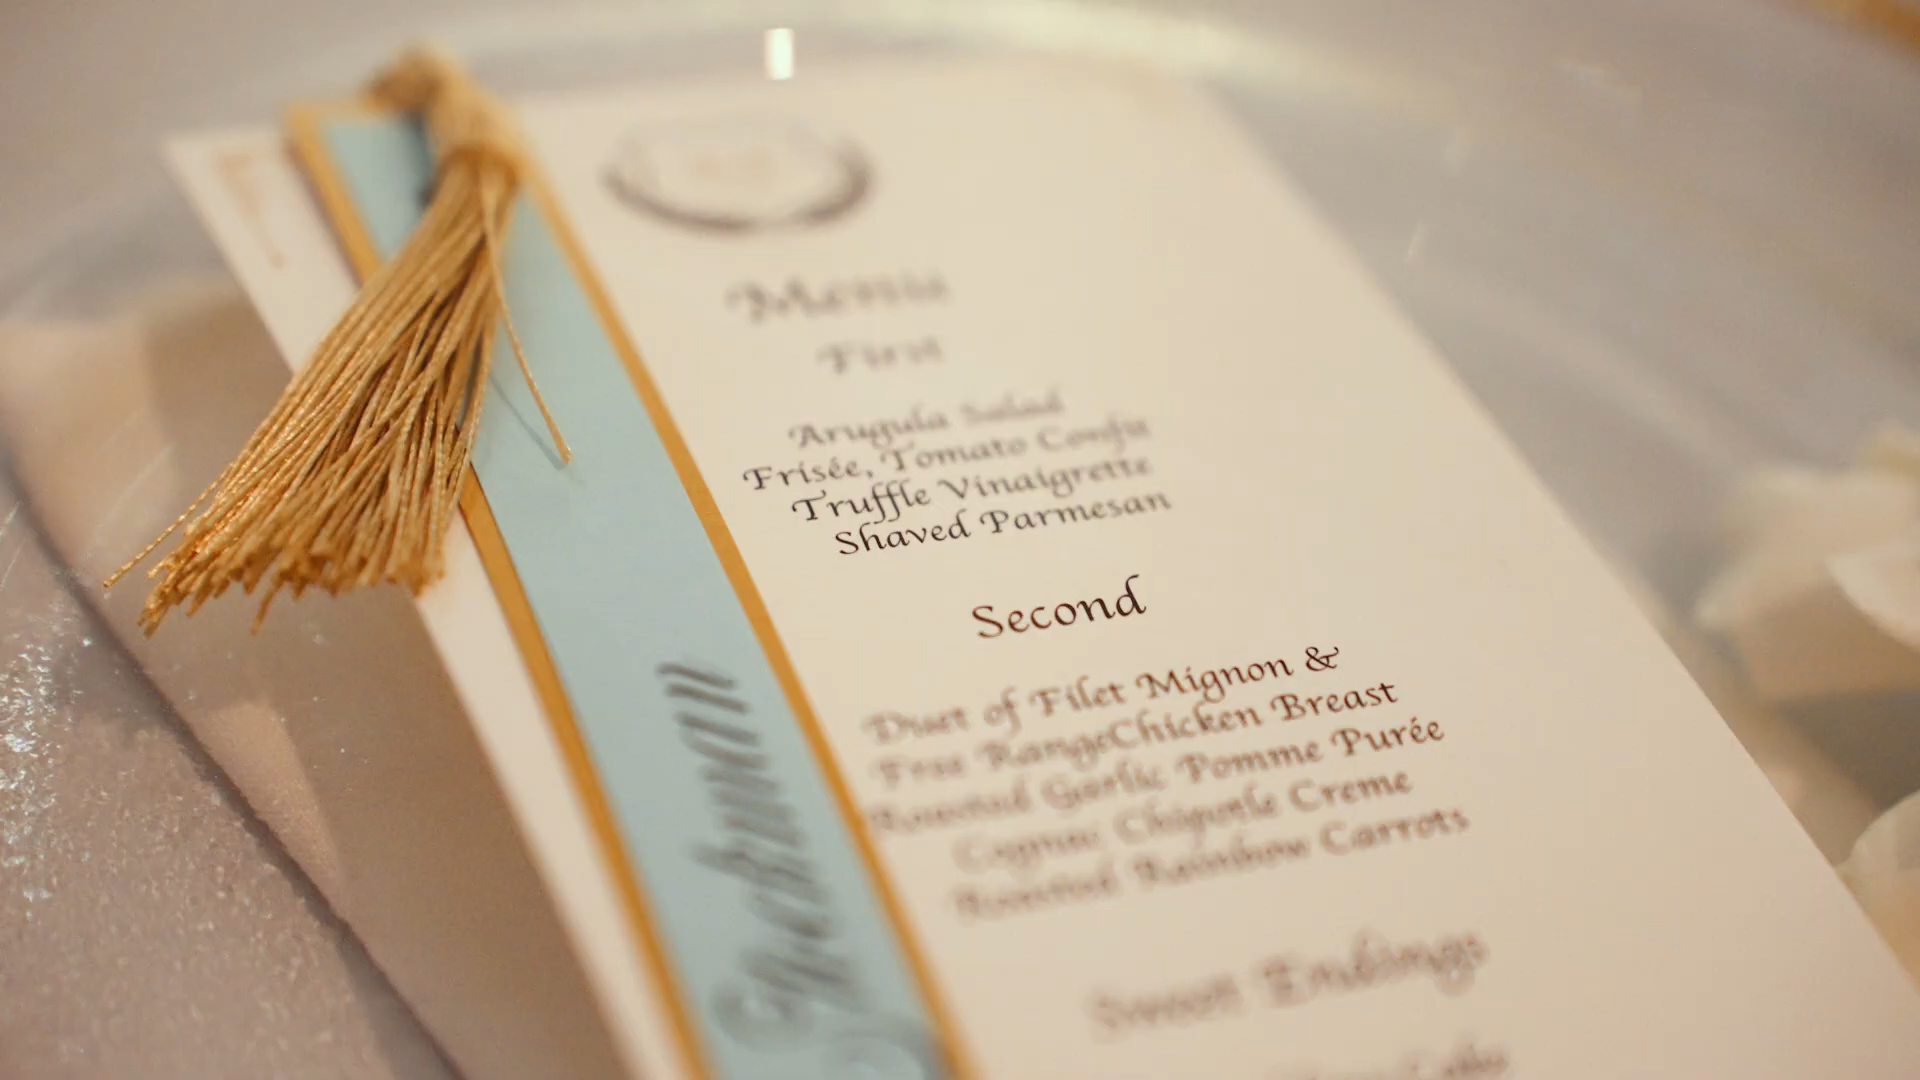 Menu
First
Arugula Salad
Frisée, Tomato Confit
Truffle Vinaigrette
Shaved Parmesan
Second
Duet of Filet Mignon &
Free RangeChicken Breast
Roasted Garlic Pomme Purée
Cognac Chipotle Creme
Roasted Rainbow Carrots
Sweet Endings